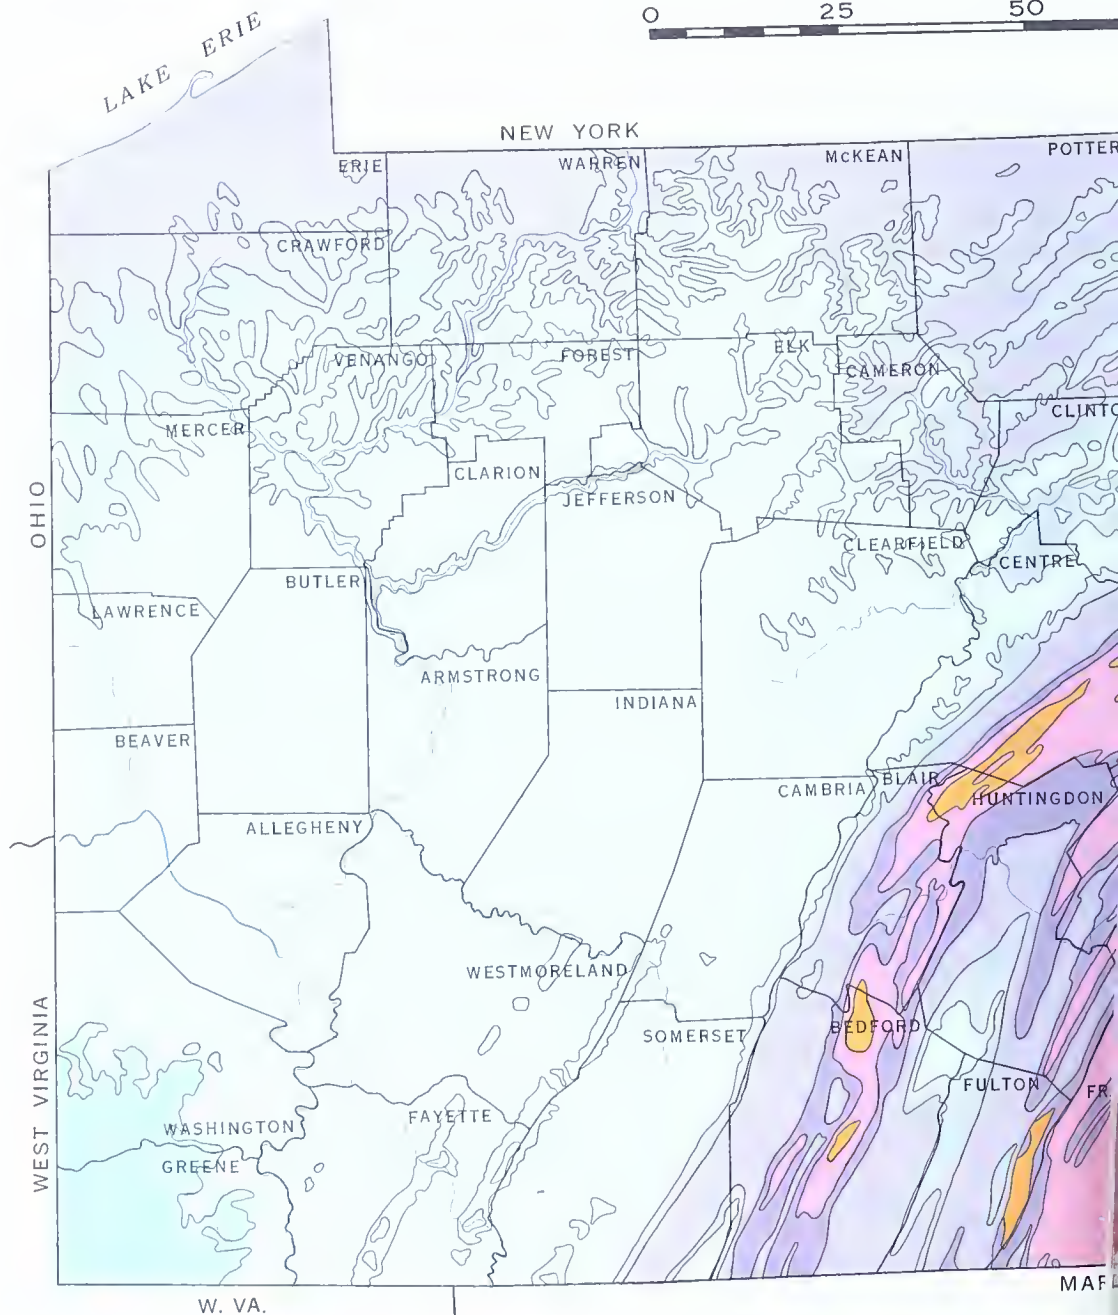 0 25 50
LAKE ERIE
NEW YORK
ERIE
WARREN
McKEAN
POTTER
CRAWFORD
VENANGO
FOREST
ELK
CAMERON
MERCER
CLINTO
CLARION
JEFFERSON
OHIO
CLEARFIELD
CENTRE
BUTLER
LAWRENCE
ARMSTRONG
INDIANA
BEAVER
CAMBRIA
BLAIR
HUNTINGDON
ALLEGHENY
WESTMORELAND
SOMERSET
BEDFORD
WEST VIRGINIA
FULTON
FR
FAYETTE
WASHINGTON
GREENE
MAR
W. VA.